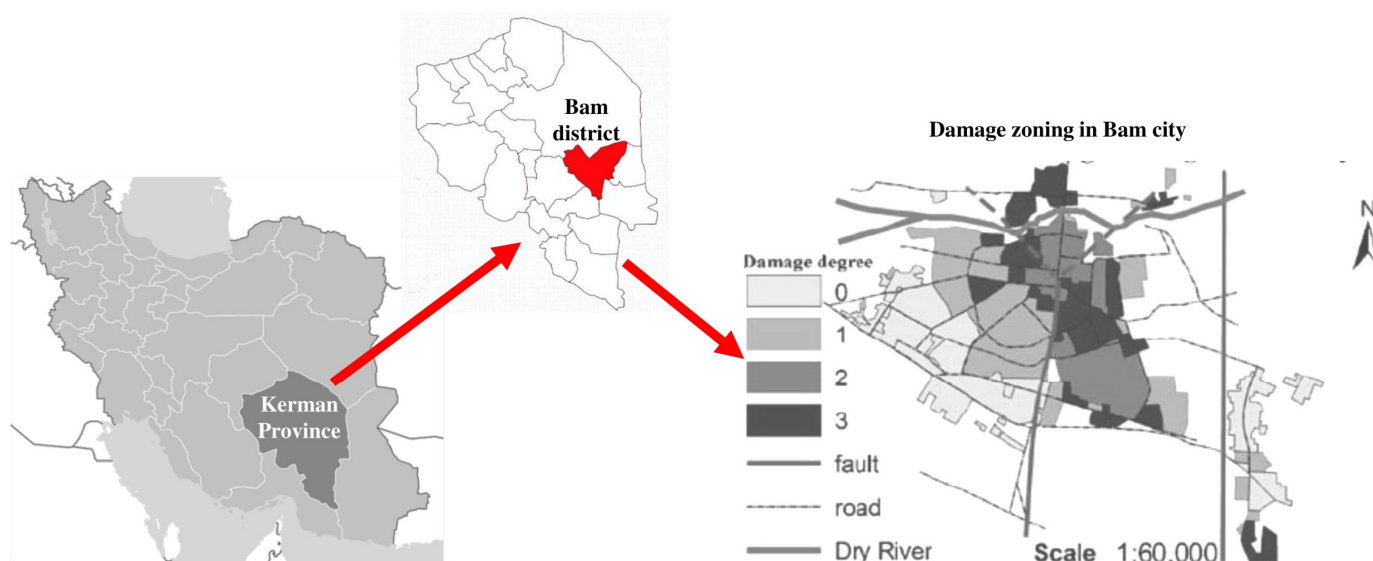 Bam
district
Kerman
Province
Damage zoning in Bam city
N
Damage degree
0
1
2
3
fault
road
Dry River
Scale 1:60.000